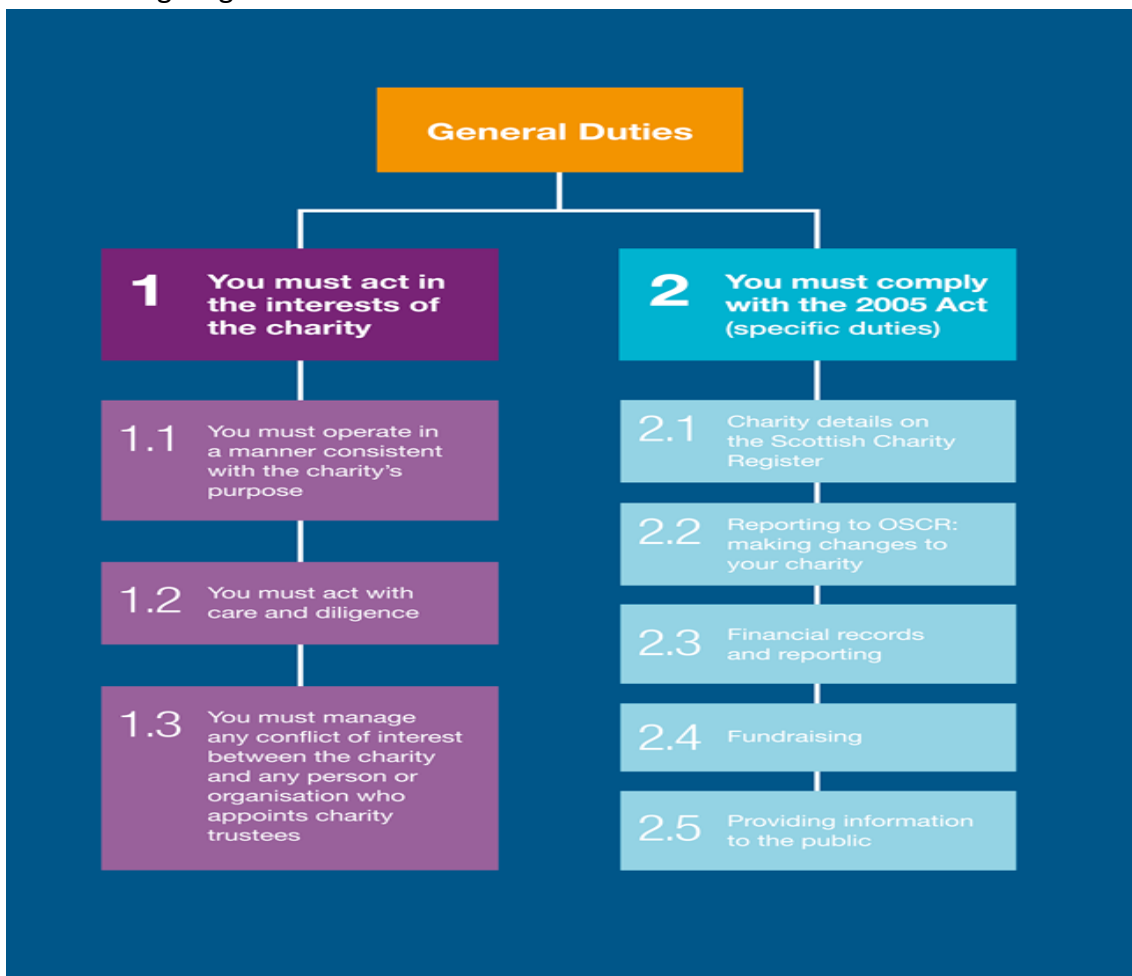 General Duties
1
You must act in
the interests of
the charity
1.1
You must operate in
a manner consistent
with the charity's
purpose
1.2
You must act with
care and diligence
1.3
You must manage
any conflict of interest
between the charity
and any person or
organisation who
appoints charity
trustees
2
You must comply
with the 2005 Act
(specific duties)
2.1
Charity details on
the Scottish Charity
Register
2.2
Reporting to OSCR:
making changes to
your charity
2.3
Financial records
and reporting
2.4
Fundraising
2.5
Providing information
to the public